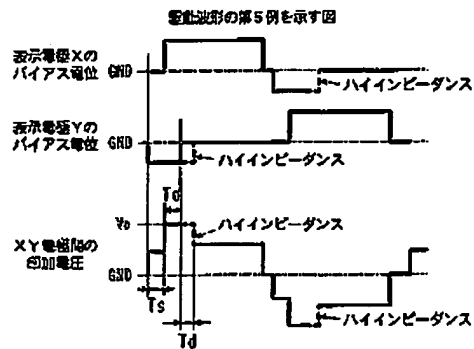 駆動波形の第5例を示す図
表示電極Xの
バイアス電位
GND
ハイインピーダンス
表示電極Yの
バイアス電位
GND
ハイインピーダンス
To
Vo
ハイインピーダンス
XY電極間の
印加電圧
GND
Ts
ハイインピーダンス
Td